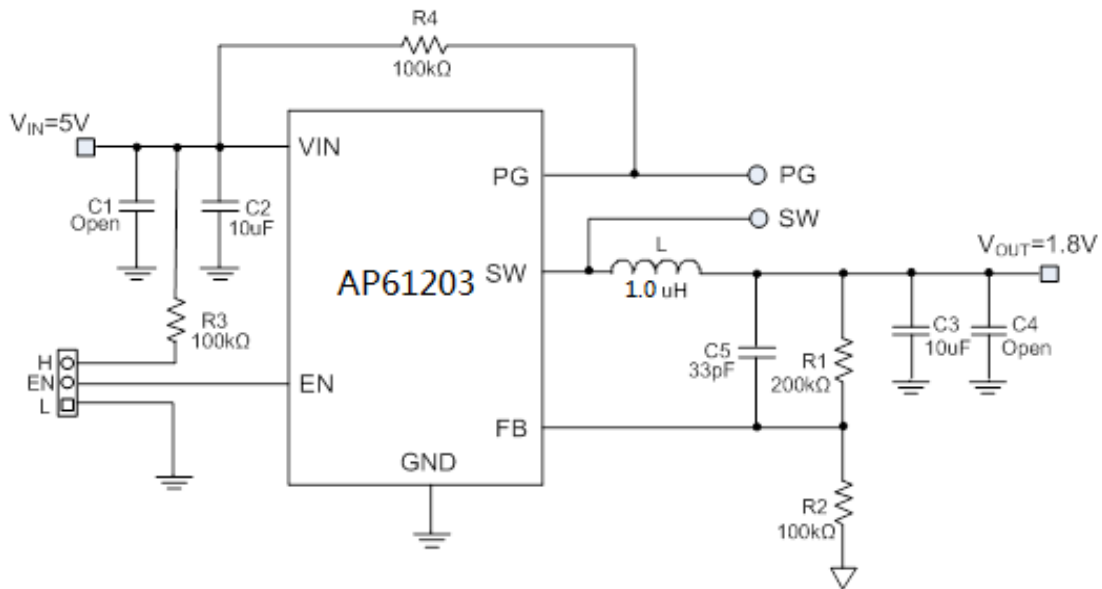 R4
100kΩ
VIN=5V
VIN
PG
PG
C1
Open
C2
10uF
SW
SW
L
1.0 uH
VOUT=1.8V
AP61203
R3
100kΩ
C5
33pF
R1
200kΩ
C3
10uF
C4
Open
H
EN
L
EN
FB
GND
R2
100kΩ